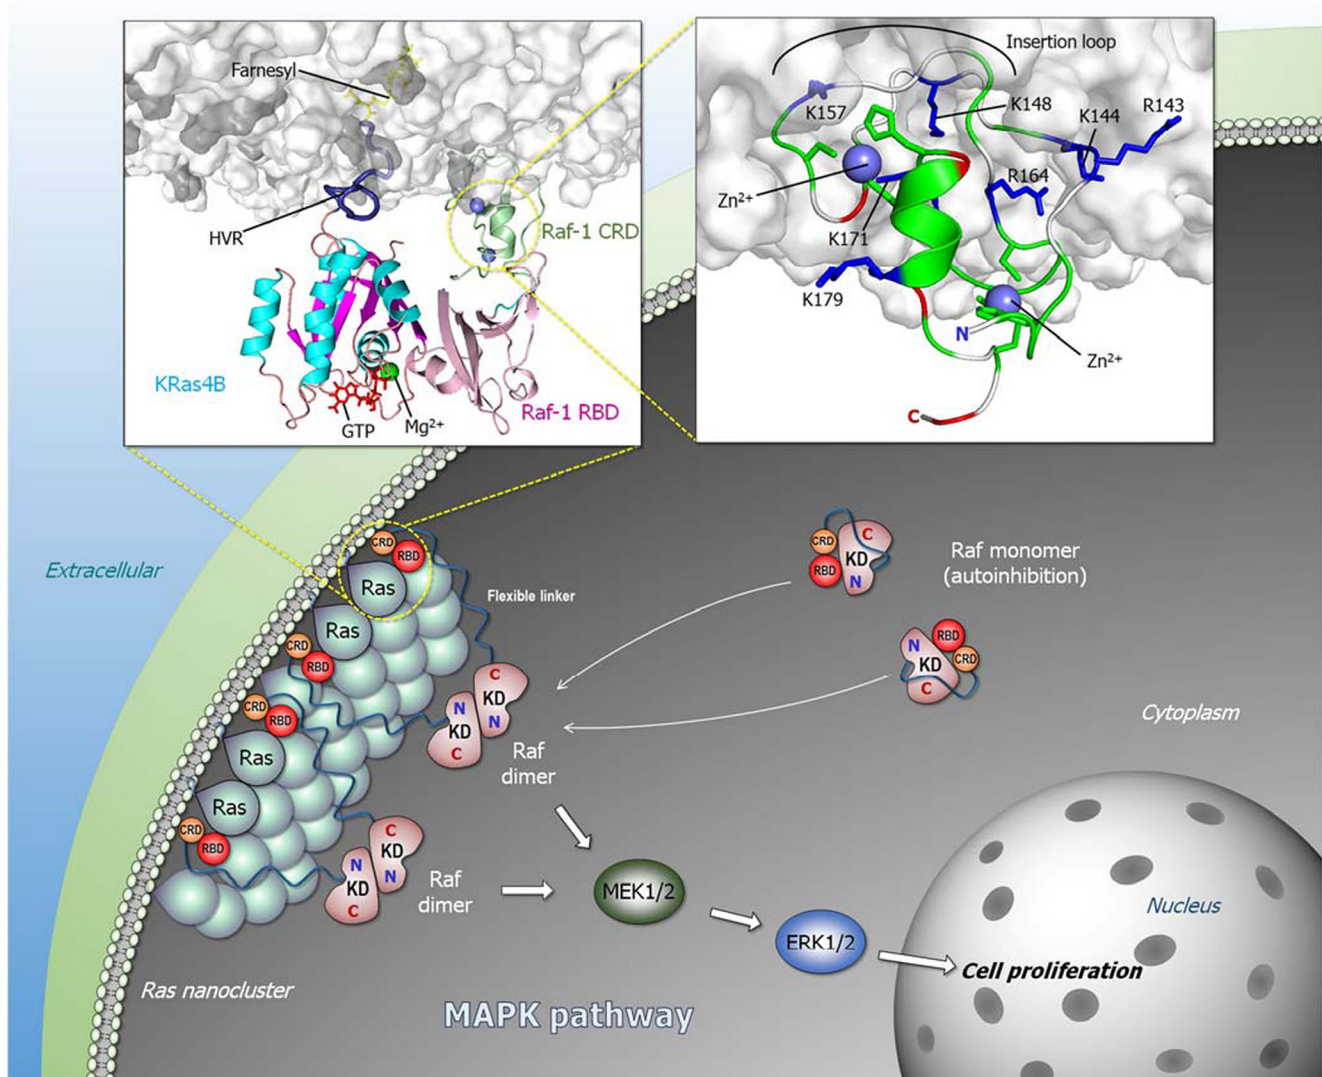 Farnesyl
HVR
Raf-1 CRD
KRas4B
GTP
Mg²⁺
Raf-1 RBD
Insertion loop
K157
K148
K144
R143
Zn²⁺
R164
K171
K179
N
Zn²⁺
C
Extracellular
CRD
RBD
Ras
Flexible linker
Ras
CRD
RBD
C
KD
N
N
KD
C
Raf
dimer
CRD
RBD
Ras
Ras
CRD
RBD
C
KD
N
N
KD
C
Raf
dimer
C
CRD
KD
RBD
N
Raf monomer
(autoinhibition)
RBD
N
CRD
KD
C
Cytoplasm
MEK1/2
ERK1/2
Nucleus
Cell proliferation
Ras nanocluster
MAPK pathway